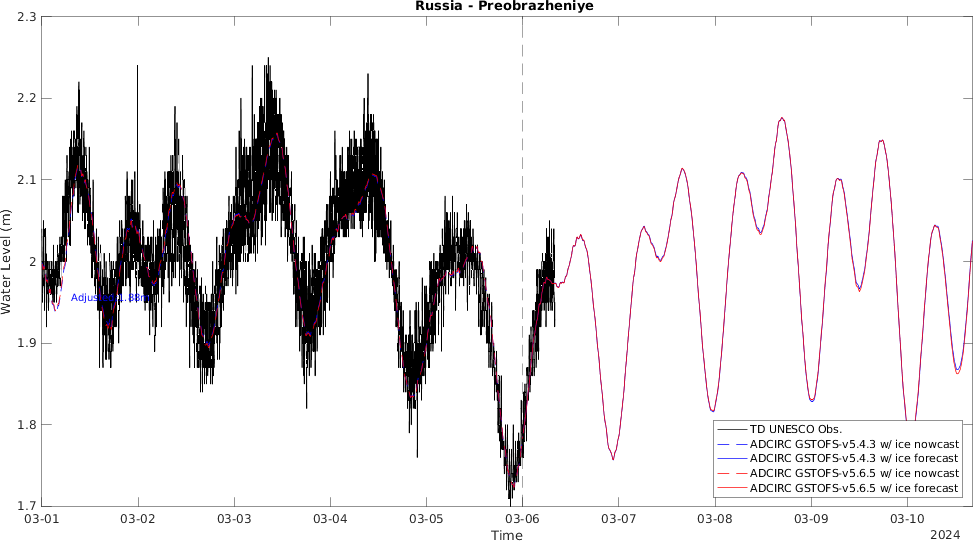 Russia - Preobrazheniye
Water Level (m)
2.3
2.2
2.1
2
1.9
1.8
1.7
Adjusted 1.88m
TD UNESCO Obs.
ADCIRC GSTOFS-v5.4.3 w/ ice nowcast
ADCIRC GSTOFS-v5.4.3 w/ ice forecast
ADCIRC GSTOFS-v5.6.5 w/ ice nowcast
ADCIRC GSTOFS-v5.6.5 w/ ice forecast
03-01 03-02 03-03 03-04 03-05 03-06 03-07 03-08 03-09 03-10
Time
2024